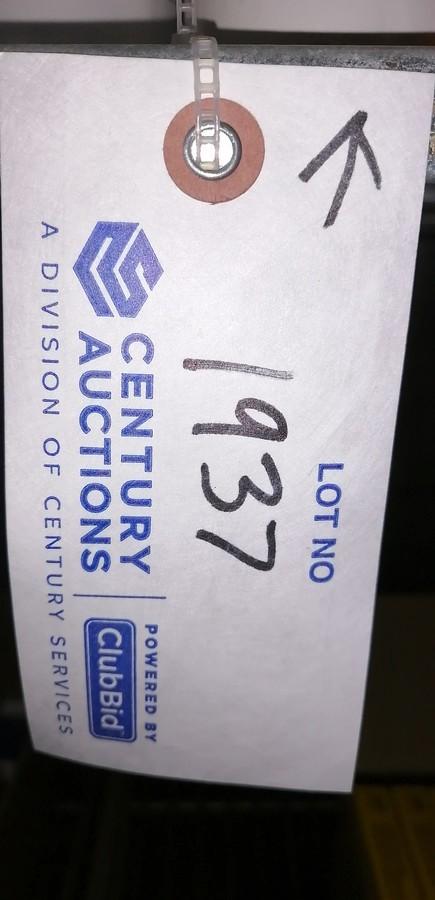 LOT NO
1937
CENTURY
AUCTIONS
A DIVISION OF CENTURY SERVICES
POWERED BY
ClubBid